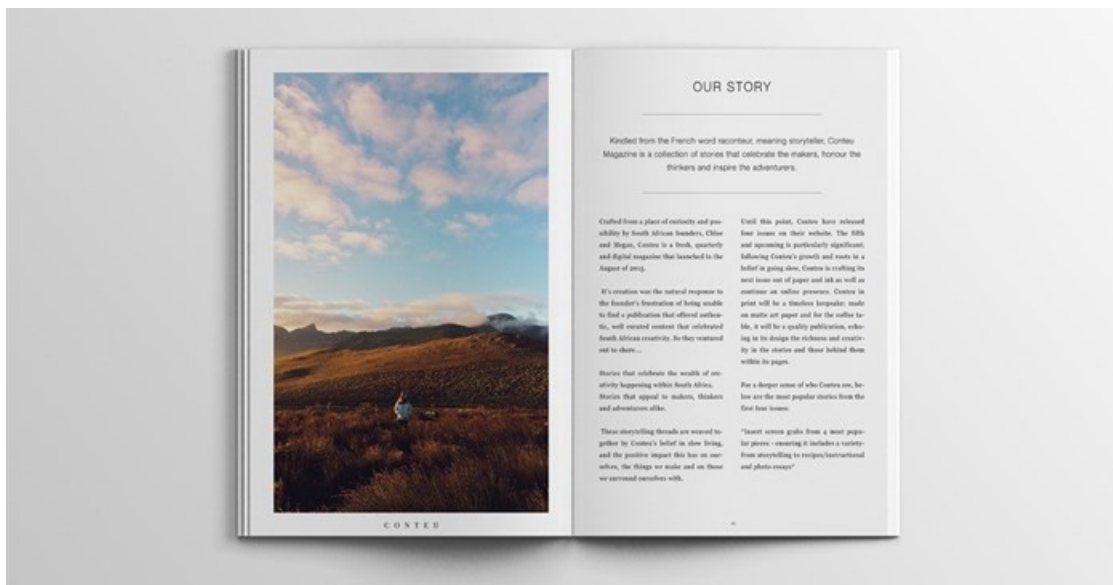 CONTEU
OUR STORY
Kindled from the French word raconteur, meaning storyteller, Conteu
Magazine is a collection of stories that celebrate the makers, honour the
thinkers and inspire the adventurers.
Crafted from a place of curiosity and pos-
sibility by South African founders, Chloe
and Megan, Conteu is a fresh, quarterly
and digital magazine that launched in the
August of 2015.
It's creation was the natural response to
the founder's frustration of being unable
to find a publication that offered authen-
tic, well curated content that celebrated
South African creativity. So they ventured
out to share...
Stories that celebrate the wealth of cre-
ativity happening within South Africa.
Stories that appeal to makers, thinkers
and adventurers alike.
These storytelling threads are weaved to-
gether by Conteu's belief in slow living,
and the positive impact this has on our-
selves, the things we make and on those
we surround ourselves with.
Until this point, Conteu have released
four issues on their website. The fifth
and upcoming is particularly significant;
following Conteu's growth and roots in a
belief in going slow, Conteu is crafting its
next issue out of paper and ink as well as
continue an online presence. Conteu in
print will be a timeless keepsake; made
on matte art paper and for the coffee ta-
ble, it will be a quality publication, echo-
ing in its design the richness and creativ-
ity in the stories and those behind them
within its pages.
For a deeper sense of who Conteu are, be-
low are the most popular stories from the
first four issues:
*Insert screen grabs from 4 most popu-
lar pieces - ensuring it includes a variety-
from storytelling to recipes/instructional
and photo essays*